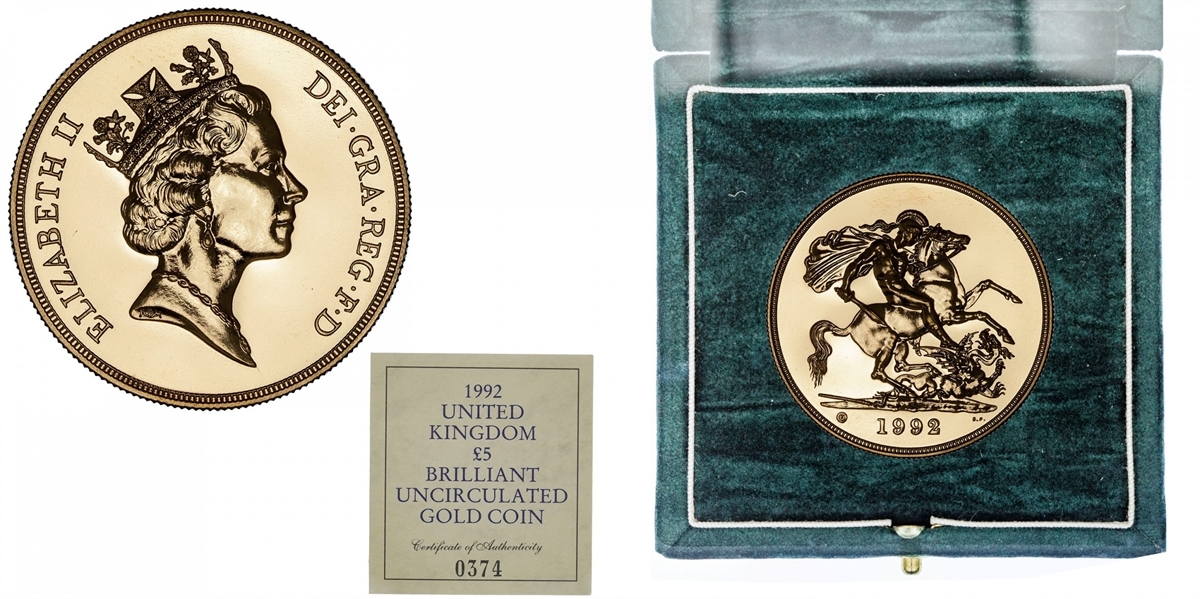 ELIZABETH II
DEI·GRA·REG·F·D
1992
UNITED
KINGDOM
£5
BRILLIANT
UNCIRCULATED
GOLD COIN
Certificate of Authenticity
0374
1992
B.P.